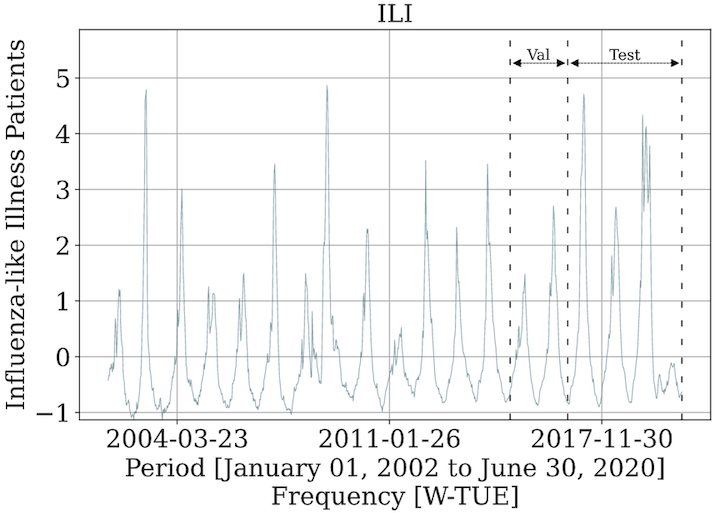 ILI
Influenza-like Illness Patients
Val
Test
5
4
3
2
1
0
−1
2004-03-23 2011-01-26 2017-11-30
Period [January 01, 2002 to June 30, 2020]
Frequency [W-TUE]